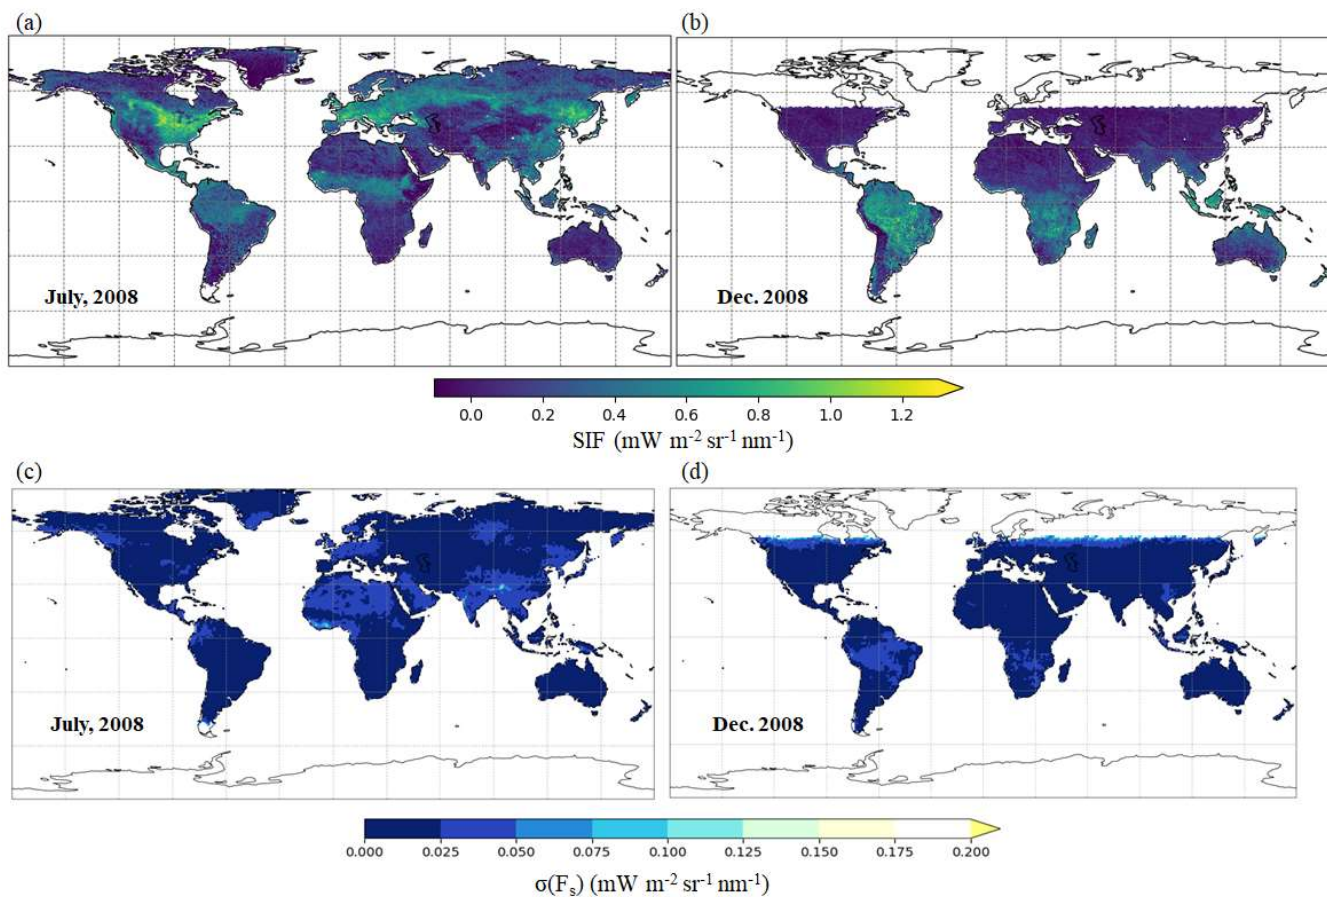 (a)
(b)
July, 2008
Dec. 2008
0.0 0.2 0.4 0.6 0.8 1.0 1.2
SIF (mW m⁻² sr⁻¹ nm⁻¹)
(c)
(d)
July, 2008
Dec. 2008
0.000 0.025 0.050 0.075 0.100 0.125 0.150 0.175 0.200
σ(Fₛ) (mW m⁻² sr⁻¹ nm⁻¹)